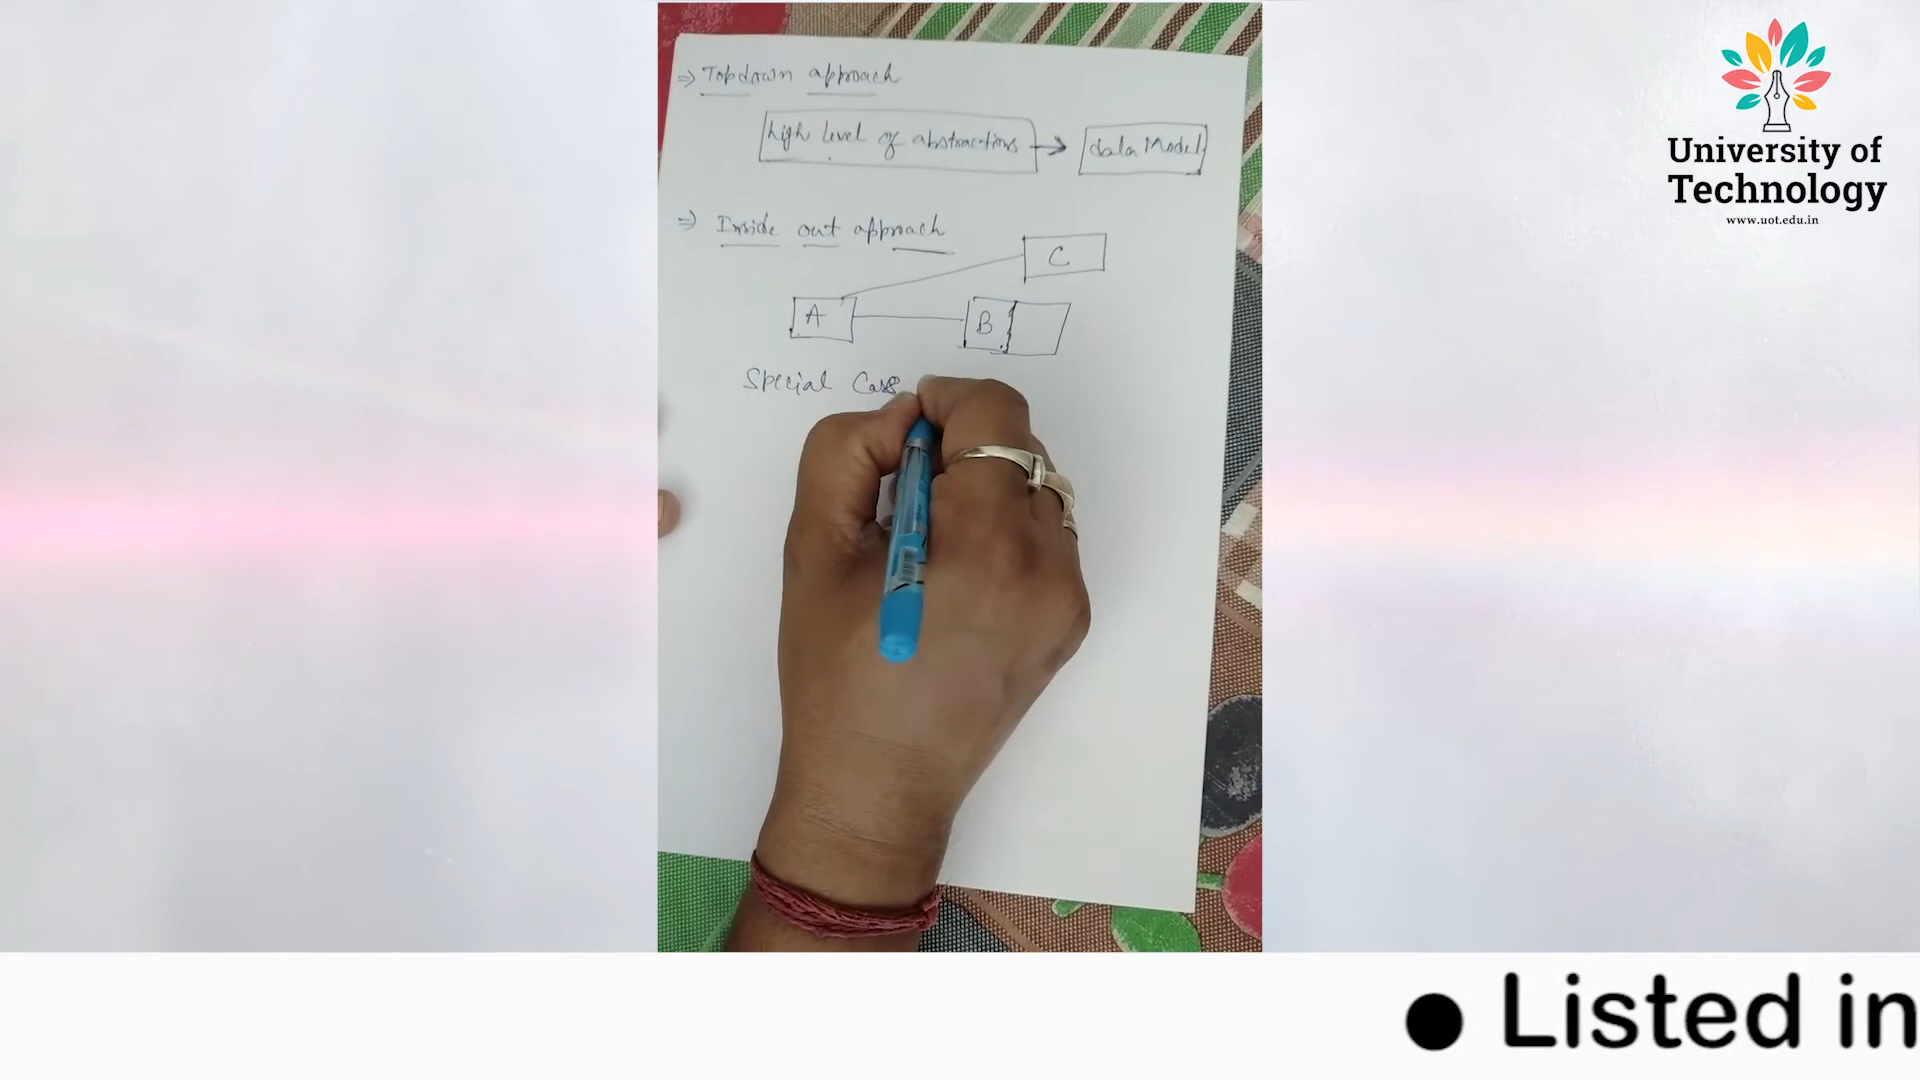 ⇒ Topdown approach
high level of abstractions → data Model
⇒ Inside out approach
C
A
B
Special Case
University of
Technology
www.uot.edu.in
● Listed in